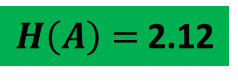 H(A) = 2.12